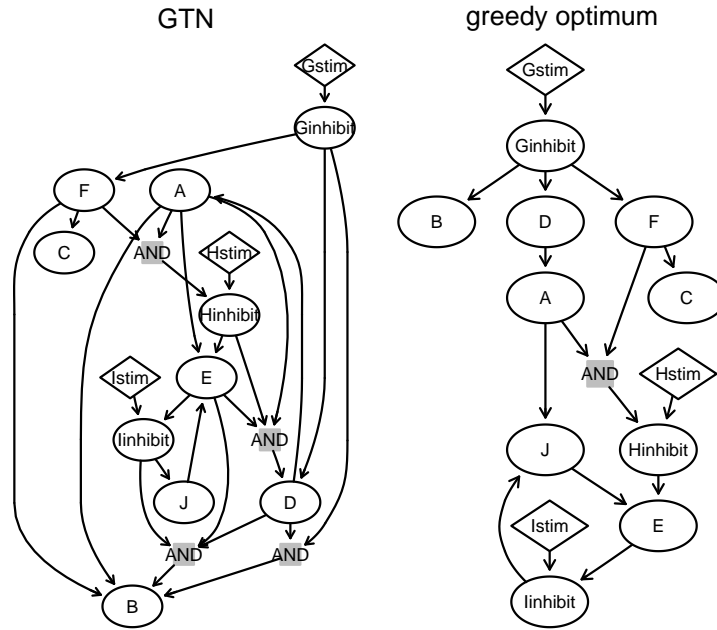 GTN
Gstim
Ginhibit
F
A
C
AND
Hstim
Hinhibit
E
Istim
Iinhibit
AND
J
D
AND
AND
B
greedy optimum
Gstim
Ginhibit
B
D
F
A
C
AND
Hstim
J
Hinhibit
Istim
E
Iinhibit